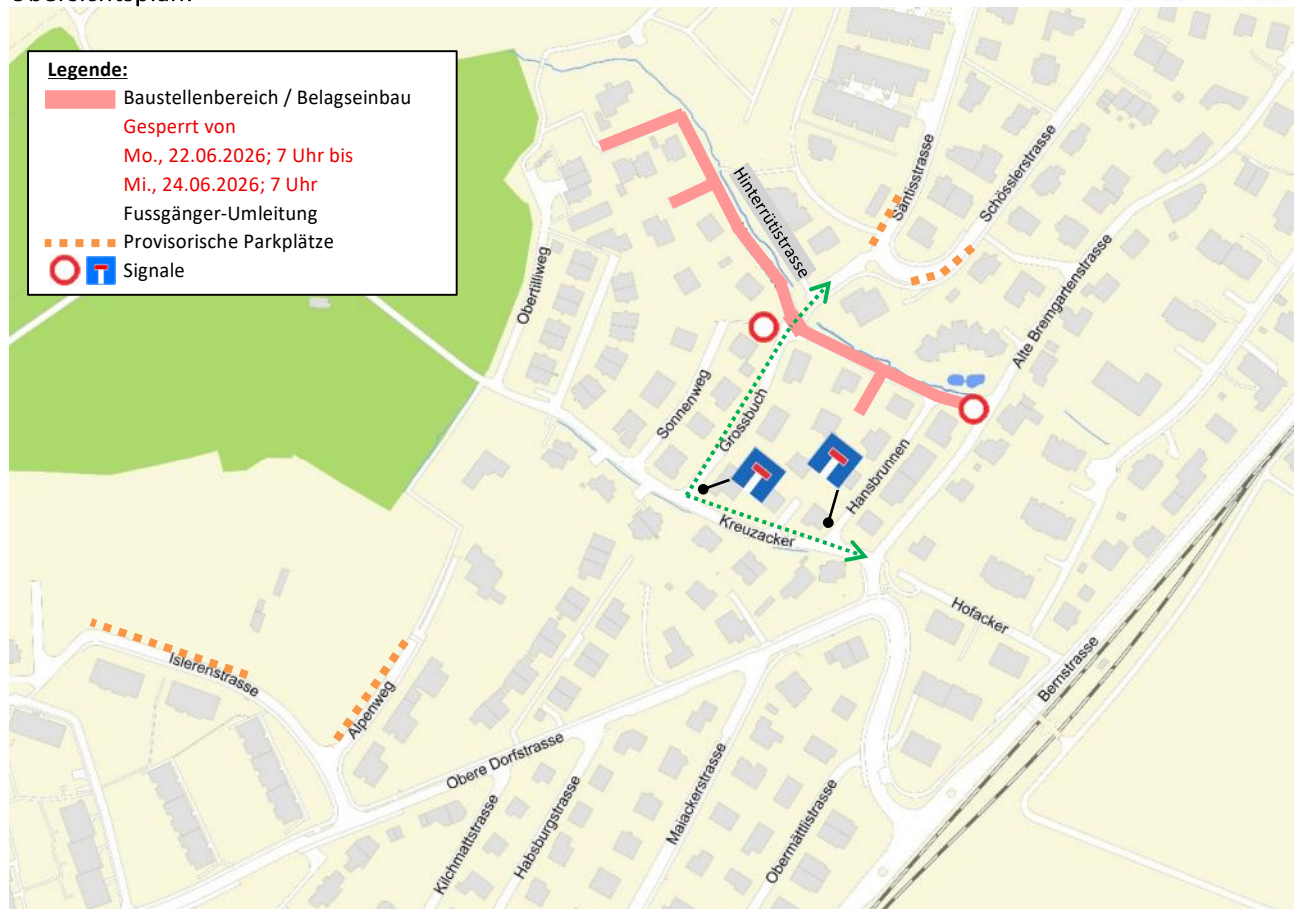 Übersichtsplan:
Legende:
Baustellenbereich / Belagseinbau
Gesperrt von
Mo., 22.06.2026; 7 Uhr bis
Mi., 24.06.2026; 7 Uhr
Fussgänger-Umleitung
Provisorische Parkplätze
Signale
Hinterrütistrasse
Säntisstrasse
Schösslerstrasse
Obertilliweg
Alte Bremgartenstrasse
Sonnenweg
Grossbuch
Hansbrunnen
Kreuzacker
Hofacker
Islerenstrasse
Alpenweg
Bernstrasse
Obere Dorfstrasse
Kilchmattstrasse
Habsburgstrasse
Maiackerstrasse
Obermättlistrasse